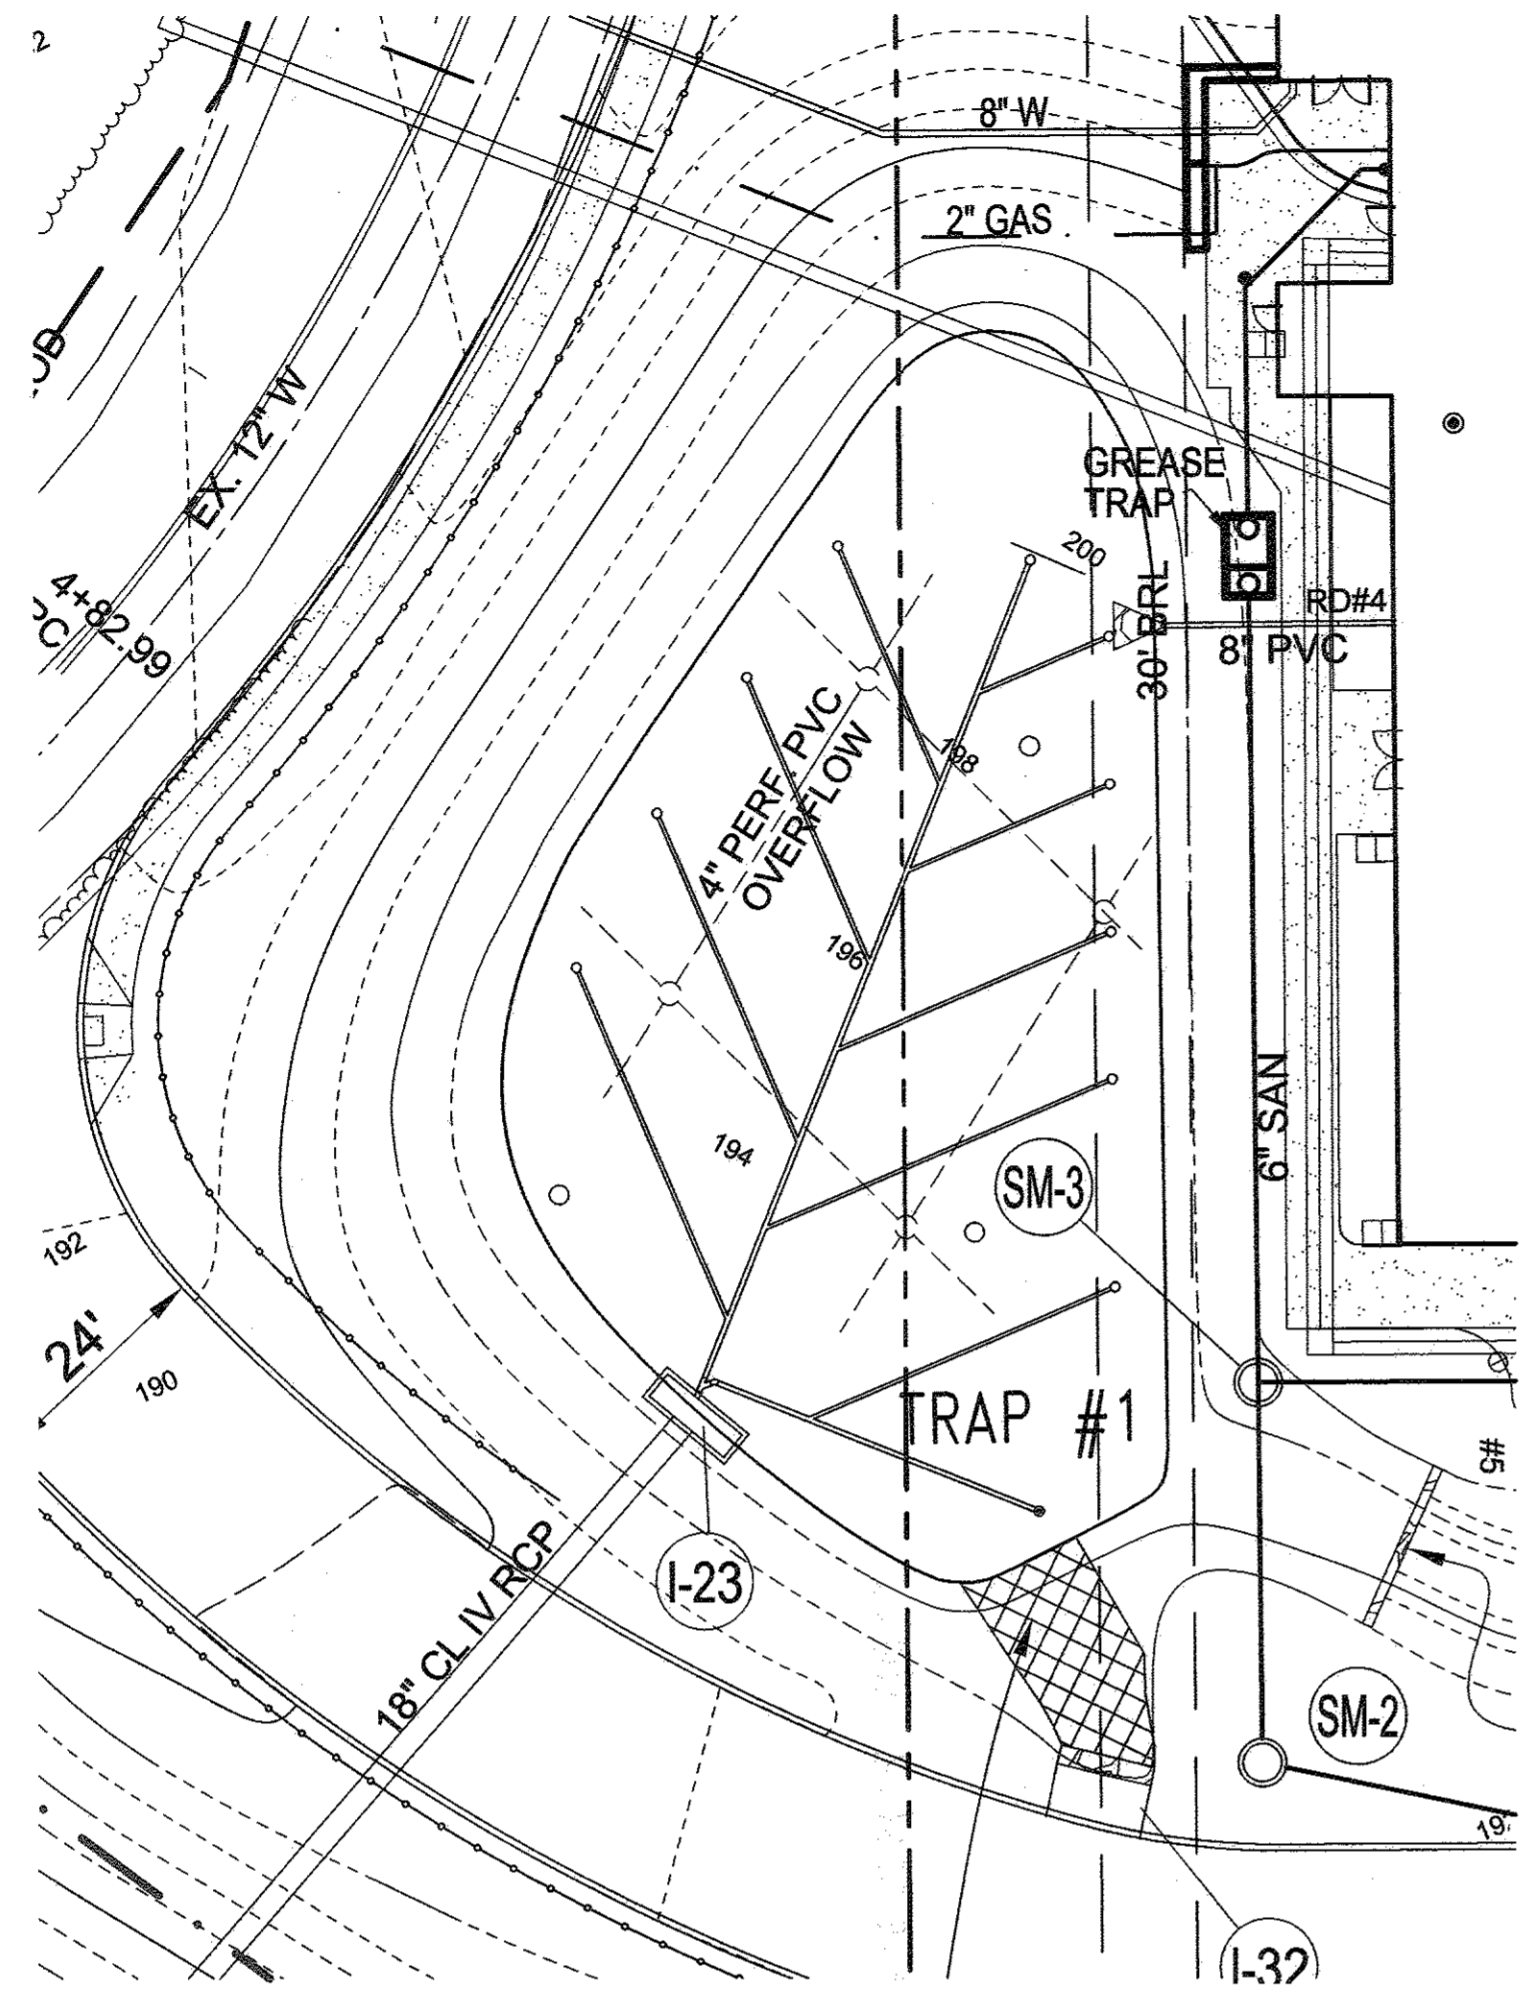 8" W
2" GAS
EX. 12" W
GREASE
TRAP
200
4+82.99
30' BRL
RD#4
8" PVC
198
4" PERF. PVC
OVERFLOW
196
194
SM-3
6" SAN
192
24'
190
TRAP #1
#5
I-23
18" CL IV RCP
SM-2
I-32